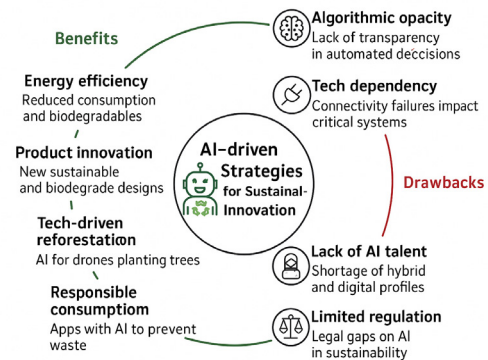 Benefits
Energy efficiency
Reduced consumption
and biodegradables
Product innovation
New sustainable
and biodegrade designs
Tech-driven
reforestation
AI for drones planting trees
Responsible
consumptiom
Apps with AI to prevent
waste
AI-driven
Strategies
for Sustainal-
Innovation
Algorithmic opacity
Lack of transparency
in automated deccisions
Tech dependency
Connectivity failures impact
critical systems
Drawbacks
Lack of AI talent
Shortage of hybrid
and digital profiles
Limited regulation
Legal gaps on AI
in sustainability